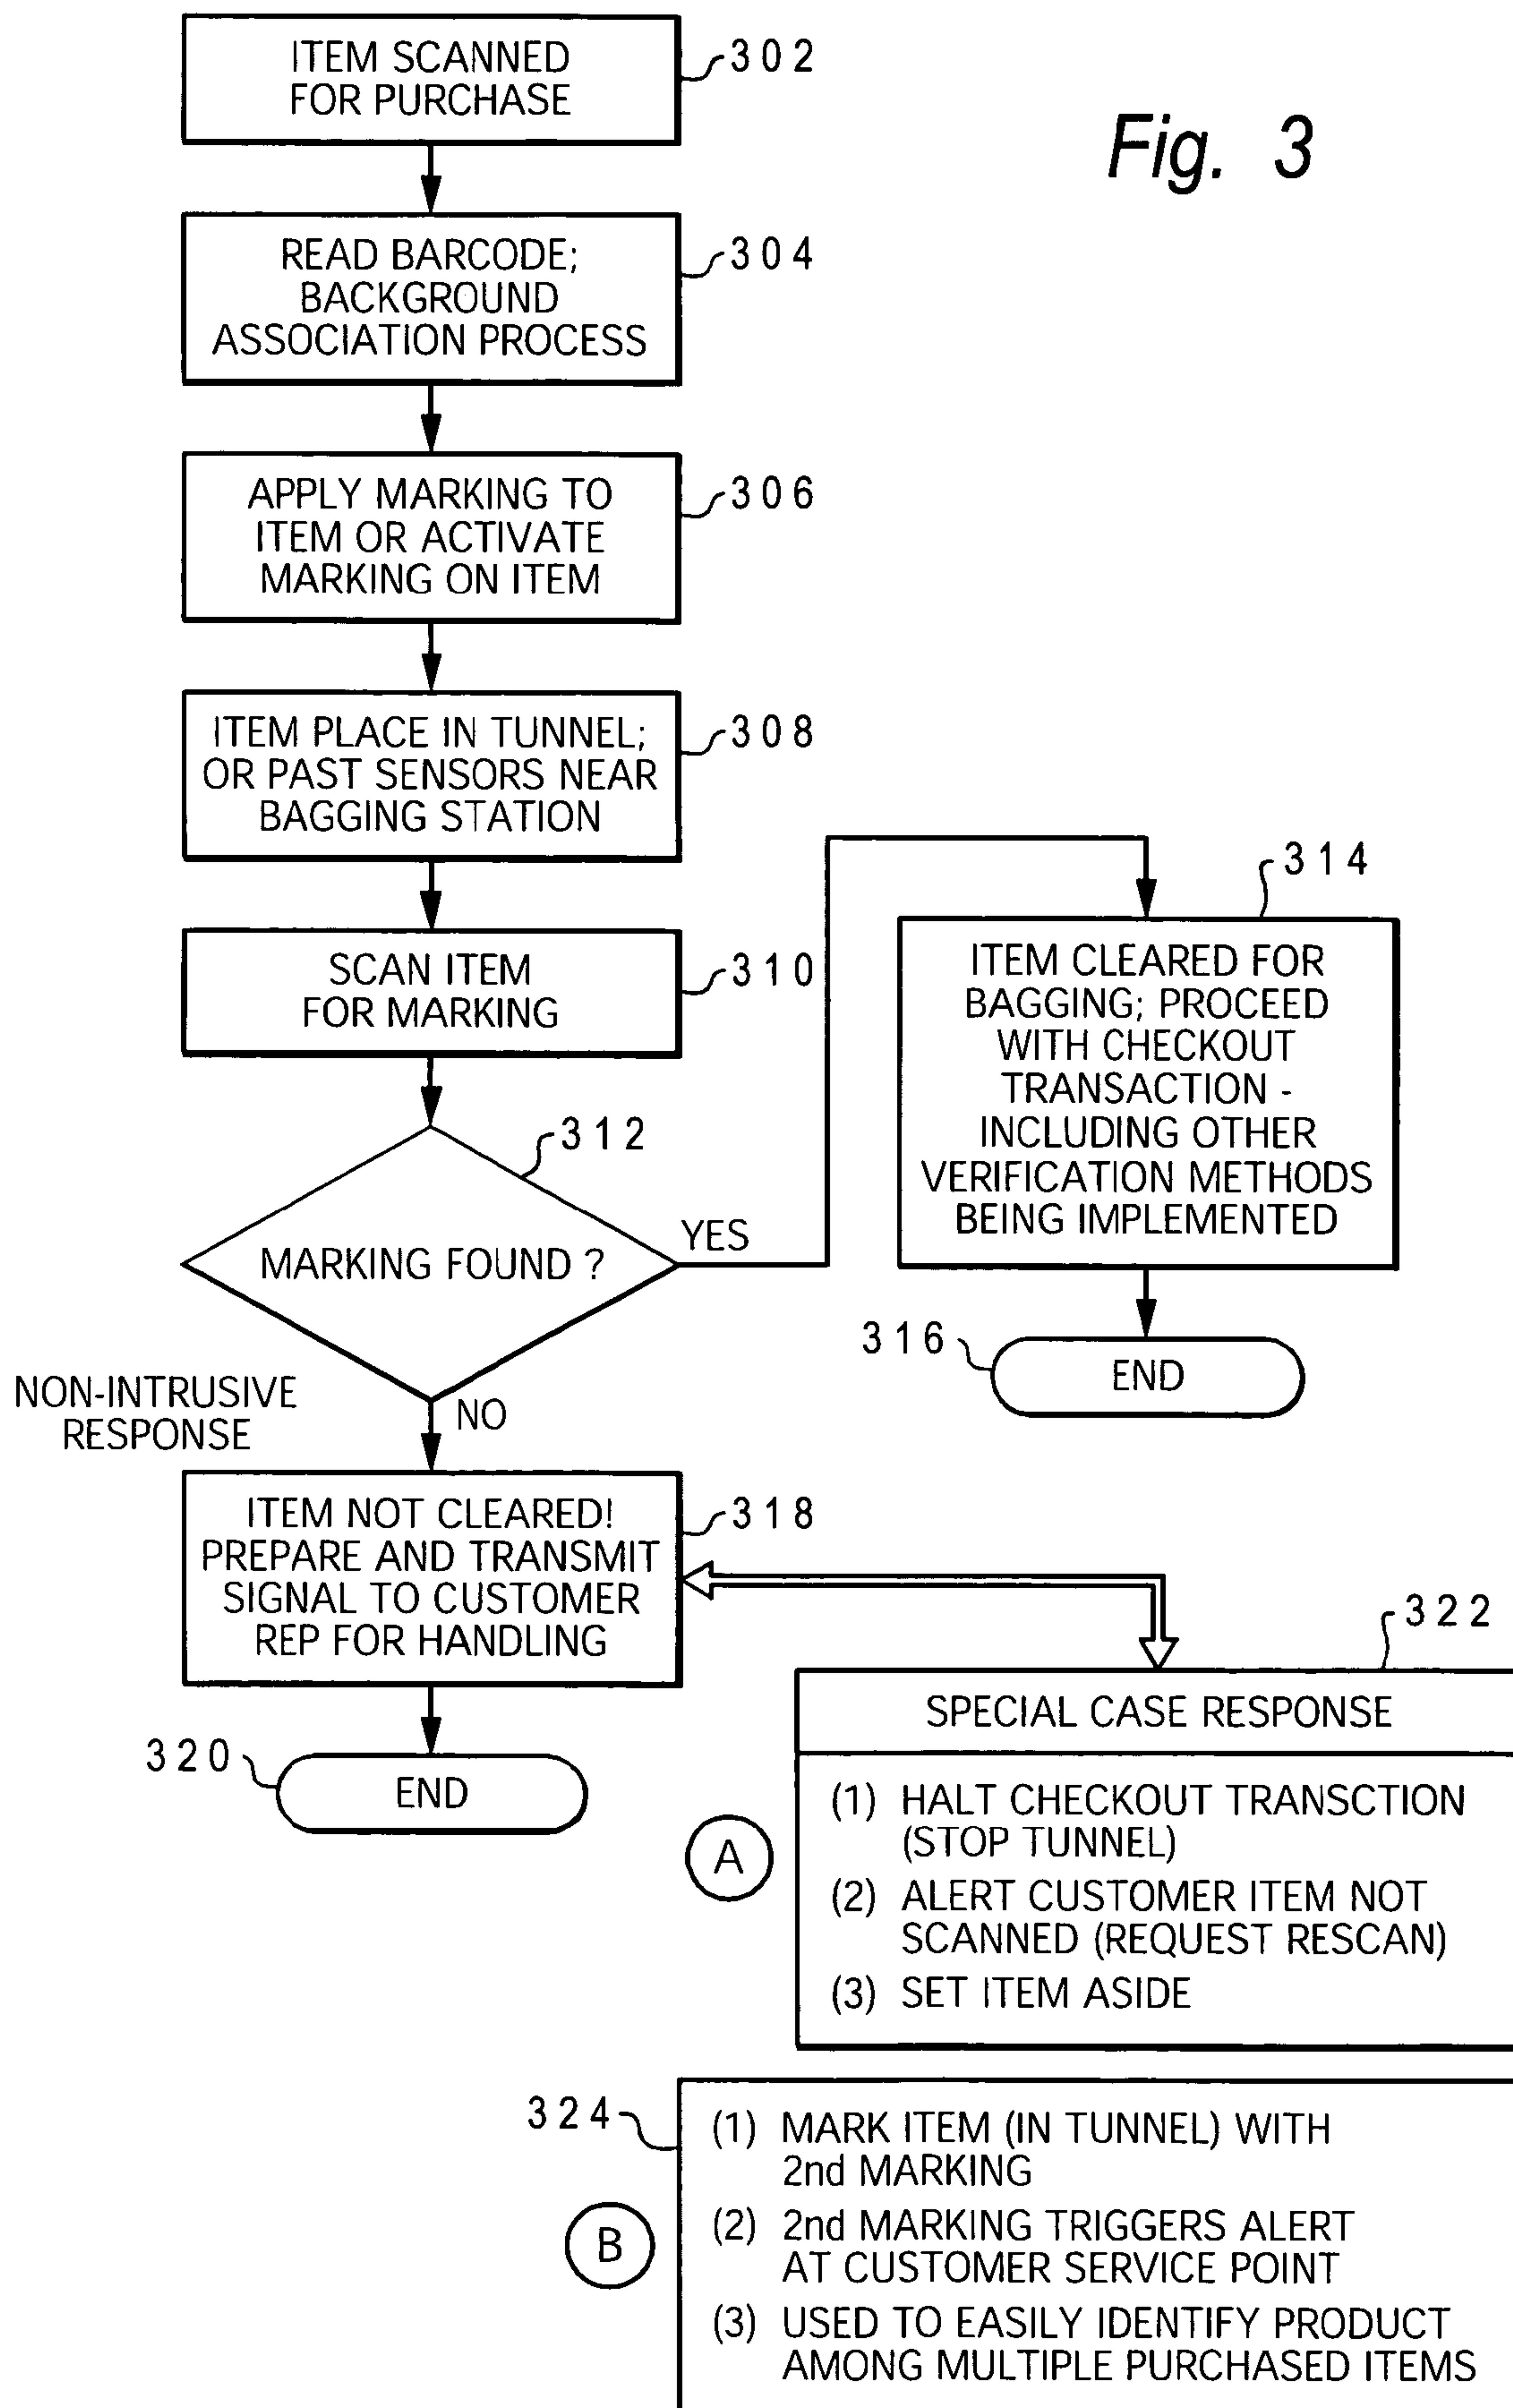 ITEM SCANNED
FOR PURCHASE
302
Fig. 3
READ BARCODE;
BACKGROUND
ASSOCIATION PROCESS
304
APPLY MARKING TO
ITEM OR ACTIVATE
MARKING ON ITEM
306
ITEM PLACE IN TUNNEL;
OR PAST SENSORS NEAR
BAGGING STATION
308
SCAN ITEM
FOR MARKING
310
MARKING FOUND ?
312
YES
314
ITEM CLEARED FOR
BAGGING; PROCEED
WITH CHECKOUT
TRANSACTION -
INCLUDING OTHER
VERIFICATION METHODS
BEING IMPLEMENTED
316
END
NON-INTRUSIVE
RESPONSE
NO
ITEM NOT CLEARED!
PREPARE AND TRANSMIT
SIGNAL TO CUSTOMER
REP FOR HANDLING
318
320
END
322
SPECIAL CASE RESPONSE
A
(1) HALT CHECKOUT TRANSCTION
(STOP TUNNEL)
(2) ALERT CUSTOMER ITEM NOT
SCANNED (REQUEST RESCAN)
(3) SET ITEM ASIDE
324
B
(1) MARK ITEM (IN TUNNEL) WITH
2nd MARKING
(2) 2nd MARKING TRIGGERS ALERT
AT CUSTOMER SERVICE POINT
(3) USED TO EASILY IDENTIFY PRODUCT
AMONG MULTIPLE PURCHASED ITEMS